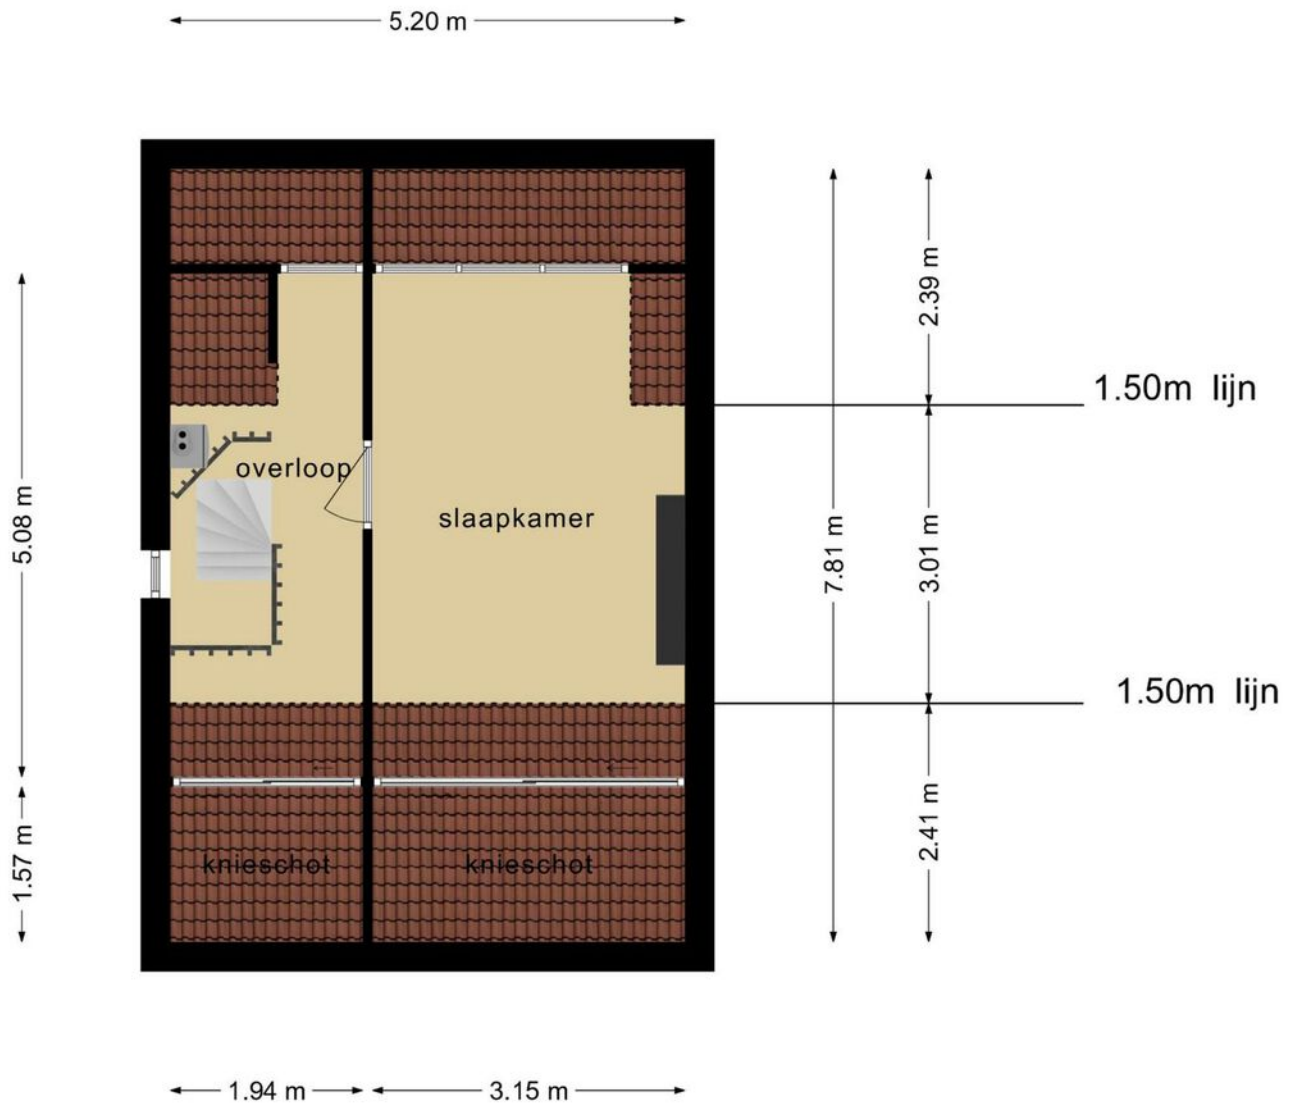 5.20 m
2.39 m
1.50m lijn
overloop
slaapkamer
5.08 m
7.81 m
3.01 m
1.50m lijn
2.41 m
1.57 m
knieschot
knieschot
1.94 m
3.15 m